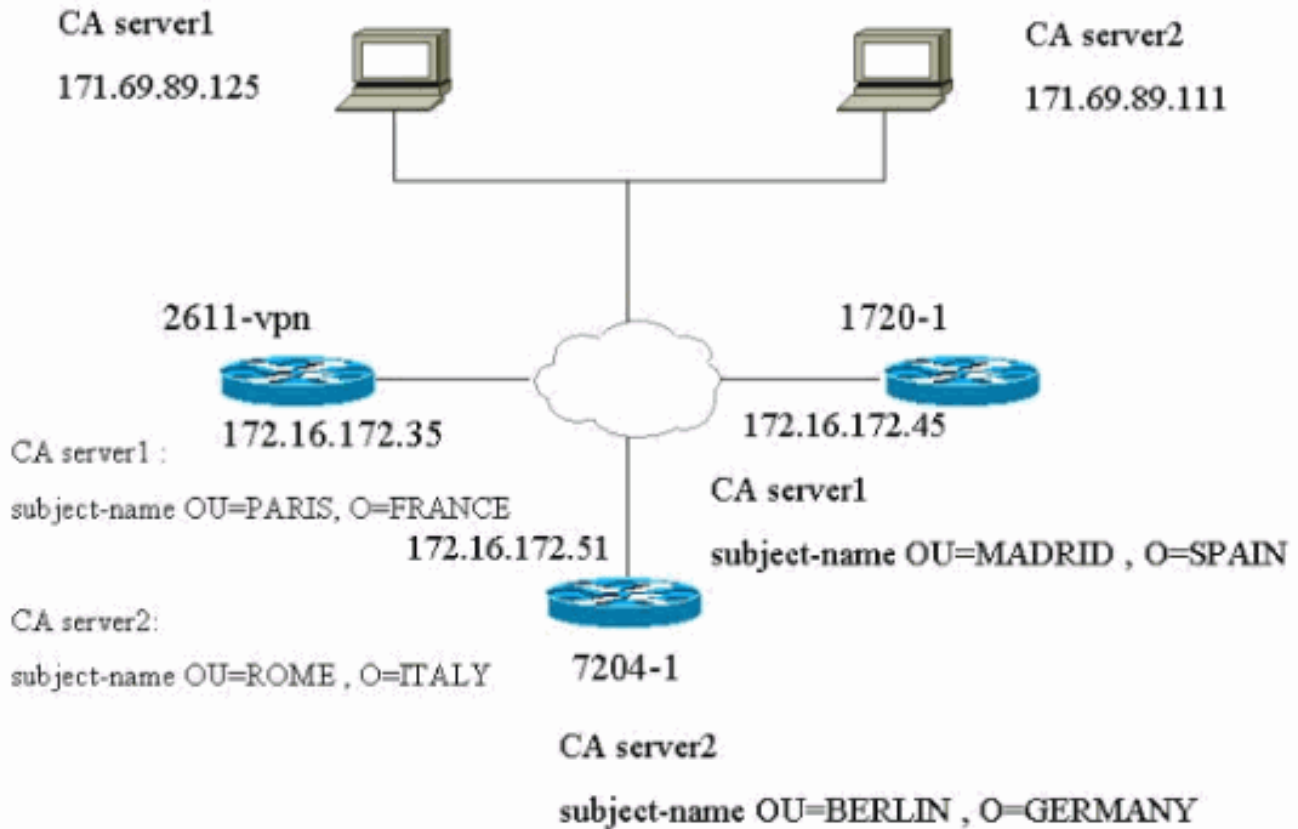 CA server1
171.69.89.125
CA server2
171.69.89.111
2611-vpn
1720-1
172.16.172.35
172.16.172.45
CA server1 :
subject-name OU=PARIS, O=FRANCE
CA server1
subject-name OU=MADRID , O=SPAIN
172.16.172.51
CA server2:
subject-name OU=ROME , O=ITALY
7204-1
CA server2
subject-name OU=BERLIN , O=GERMANY